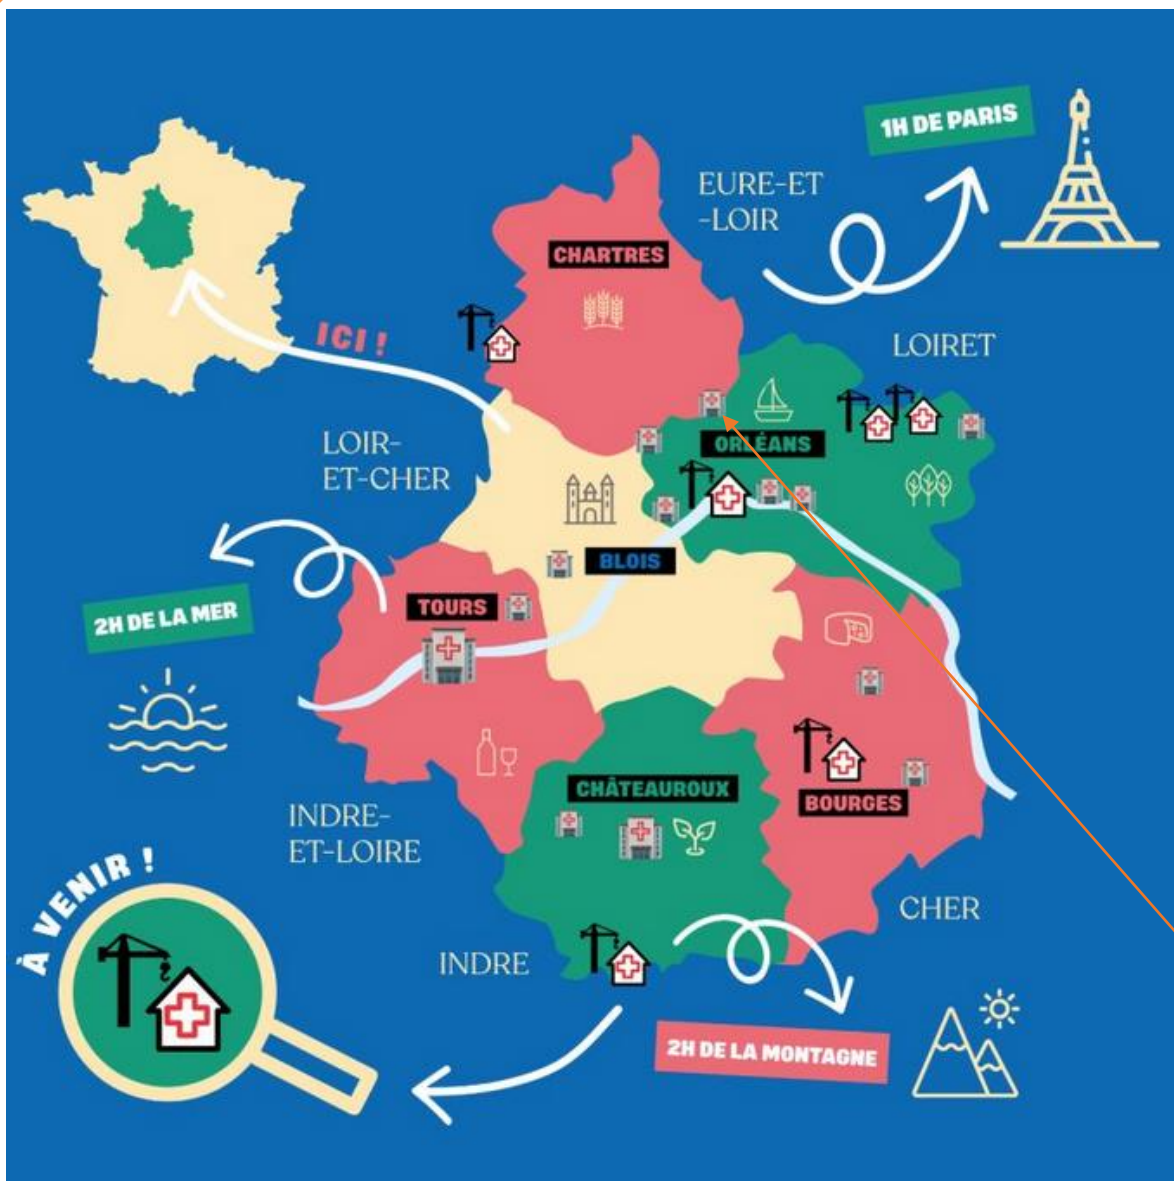 1H DE PARIS
EURE-ET
-LOIR
CHARTRES
ICI !
LOIRET
LOIR-
ET-CHER
ORLÉANS
BLOIS
2H DE LA MER
TOURS
INDRE-
ET-LOIRE
CHÂTEAUROUX
BOURGES
À VENIR !
CHER
INDRE
2H DE LA MONTAGNE